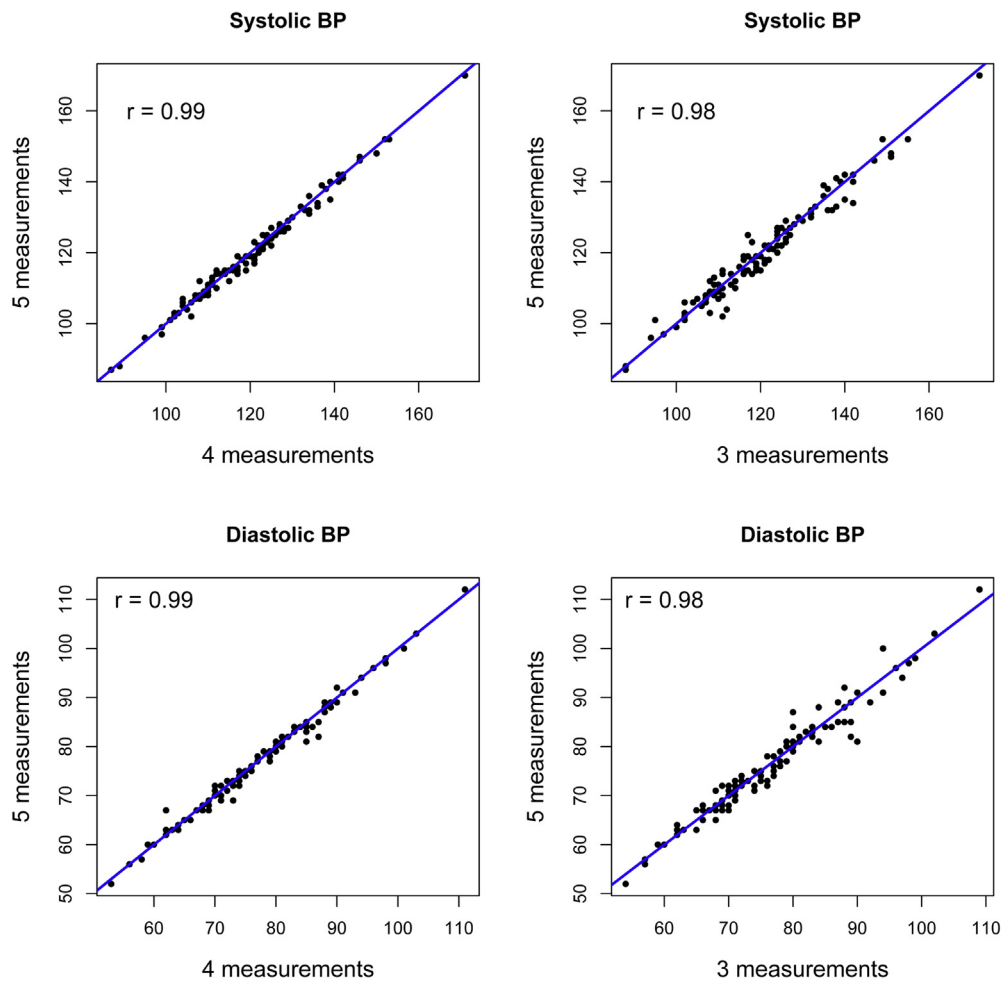 Systolic BP
r = 0.99
5 measurements
100 120 140 160
100 120 140 160
4 measurements
Systolic BP
r = 0.98
5 measurements
100 120 140 160
100 120 140 160
3 measurements
Diastolic BP
r = 0.99
5 measurements
50 60 70 80 90 100 110
60 70 80 90 100 110
4 measurements
Diastolic BP
r = 0.98
5 measurements
50 60 70 80 90 100 110
60 70 80 90 100 110
3 measurements